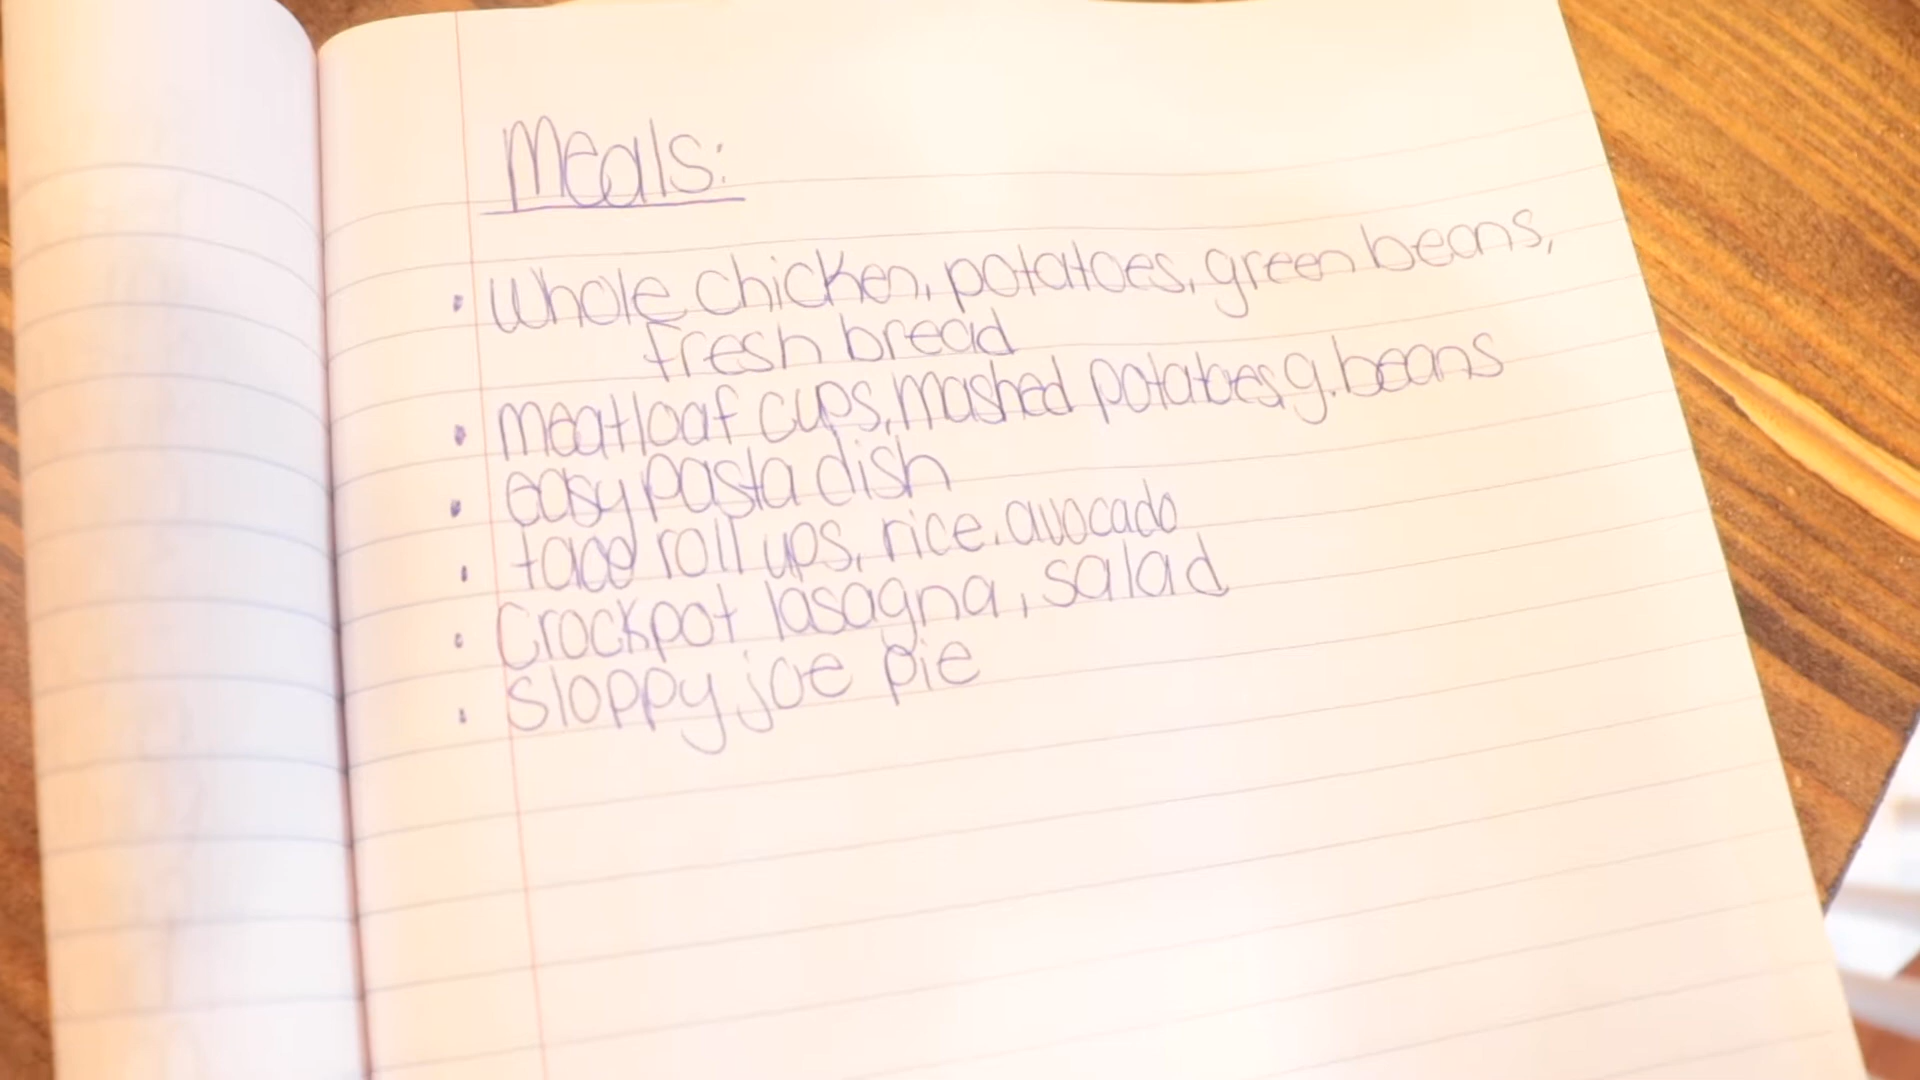 Meals:
• Whole chicken, potatoes, green beans,
fresh bread
• meatloaf cups, mashed potatoes, g. beans
• easy pasta dish
• taco roll ups, rice, avocado
• Crockpot lasagna, salad
• Sloppy joe pie